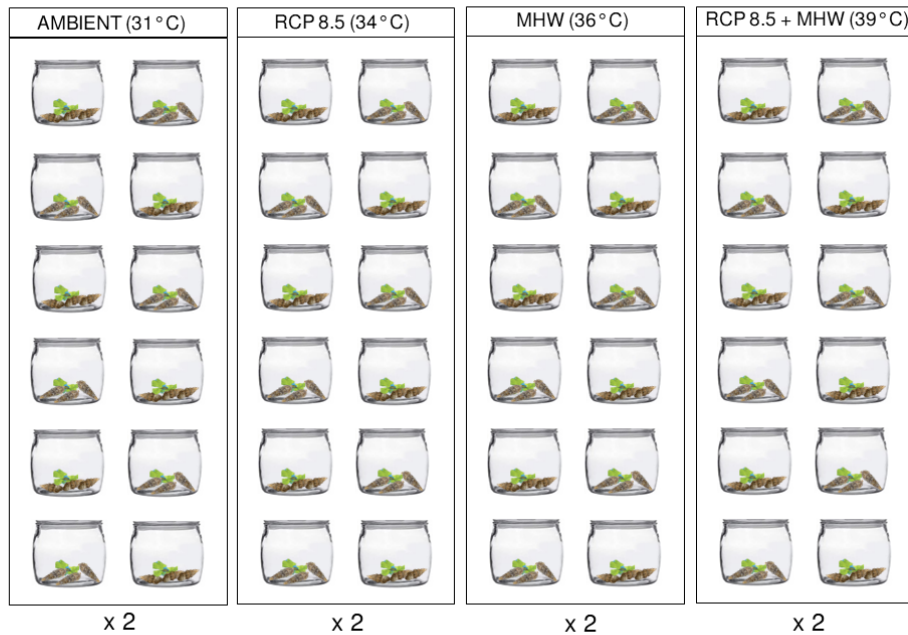 AMBIENT (31°C)
RCP 8.5 (34°C)
MHW (36°C)
RCP 8.5 + MHW (39°C)
x 2
x 2
x 2
x 2